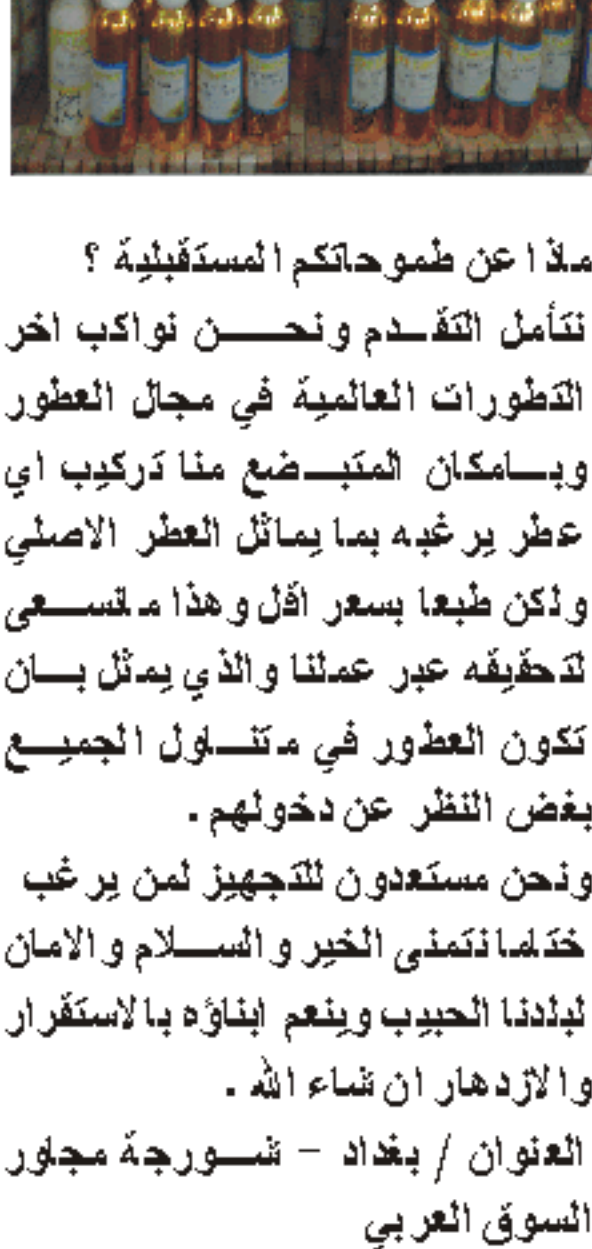 ماذا عن طموحاتكم المستقبلية ؟
نتأمل التقدم ونحن نواكب اخر
التطورات العالمية في مجال العطور
وبامكان المتبضع منا تركيب اي
عطر يرغبه بما يماثل العطر الاصلي
ولكن طبعا بسعر اقل وهذا مانسعى
لتحقيقه عبر عملنا والذي يمثل بان
تكون العطور في متناول الجميع
بغض النظر عن دخولهم .
ونحن مستعدون للتجهيز لمن يرغب
ختاما نتمنى الخير والسلام والامان
لبلدنا الحبيب وينعم ابناؤه بالاستقرار
والازدهار ان شاء الله .
العنوان / بغداد - شورجة مجاور
السوق العربي